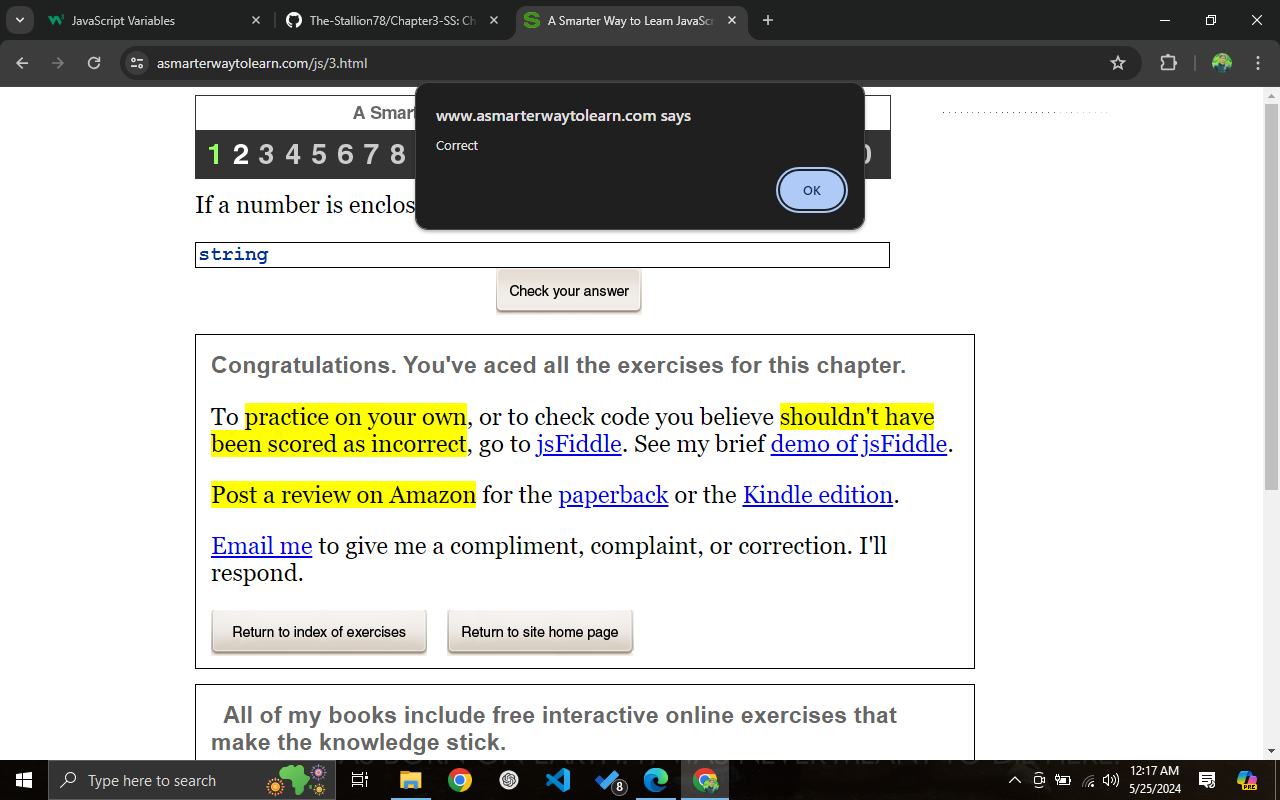 JavaScript Variables
The-Stallion78/Chapter3-SS: Ch
A Smarter Way to Learn JavaScr
asmarterwaytolearn.com/js/3.html
www.asmarterwaytolearn.com says
Correct
OK
A Smart
1 2 3 4 5 6 7 8
If a number is enclos
string
Check your answer
Congratulations. You've aced all the exercises for this chapter.
To practice on your own, or to check code you believe shouldn't have
been scored as incorrect, go to jsFiddle. See my brief demo of jsFiddle.
Post a review on Amazon for the paperback or the Kindle edition.
Email me to give me a compliment, complaint, or correction. I'll
respond.
Return to index of exercises
Return to site home page
All of my books include free interactive online exercises that
make the knowledge stick.
Type here to search
8
12:17 AM
5/25/2024
PRE